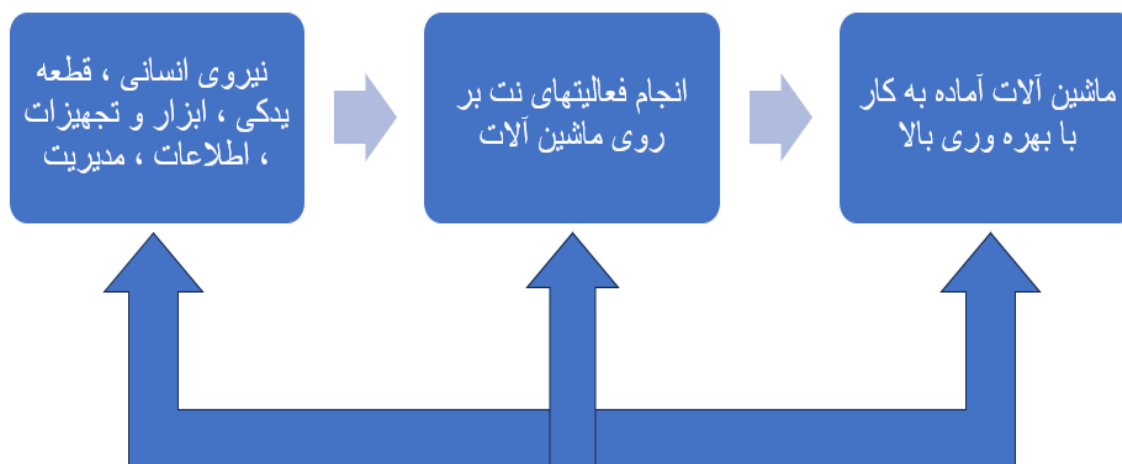 نیروی انسانی ، قطعه
یدکی ، ابزار و تجهیزات
، اطلاعات ، مدیریت
انجام فعالیتهای نت بر
روی ماشین آلات
ماشین آلات آماده به کار
با بهره وری بالا